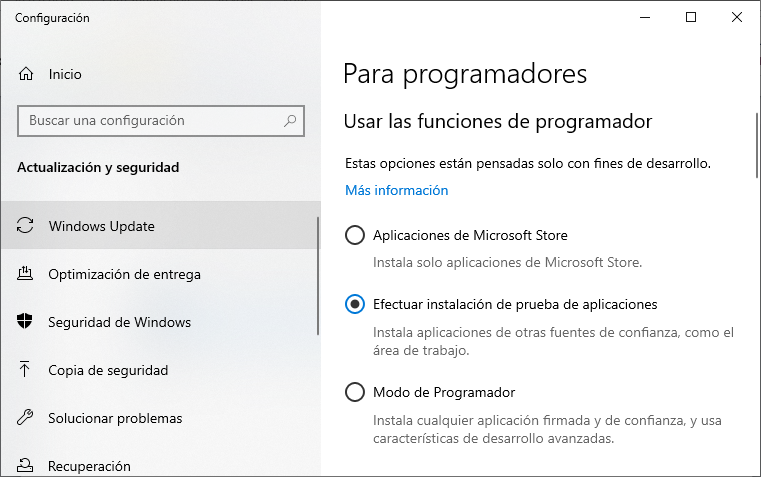 Configuración
Inicio
Buscar una configuración
Actualización y seguridad
Windows Update
Optimización de entrega
Seguridad de Windows
Copia de seguridad
Solucionar problemas
Recuperación
Para programadores
Usar las funciones de programador
Estas opciones están pensadas solo con fines de desarrollo.
Más información
Aplicaciones de Microsoft Store
Instala solo aplicaciones de Microsoft Store.
Efectuar instalación de prueba de aplicaciones
Instala aplicaciones de otras fuentes de confianza, como el
área de trabajo.
Modo de Programador
Instala cualquier aplicación firmada y de confianza, y usa
características de desarrollo avanzadas.